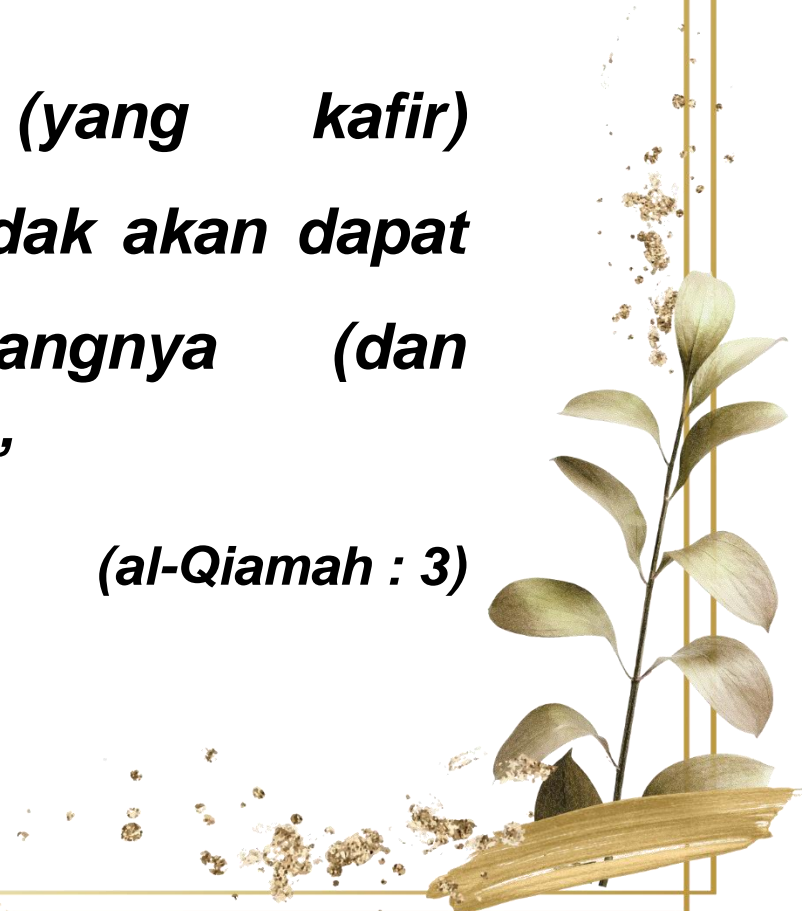 (yang kafir)
dak akan dapat
angnya (dan
,
(al-Qiamah : 3)